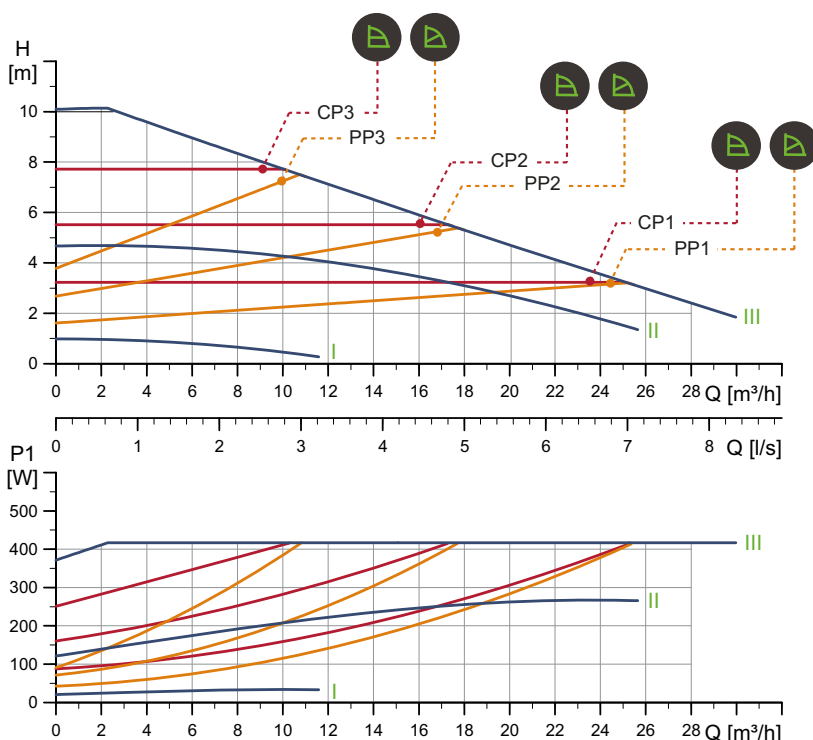 H
[m]
10
8
6
4
2
0
CP3
PP3
CP2
PP2
CP1
PP1
III
II
I
0 2 4 6 8 10 12 14 16 18 20 22 24 26 28 Q [m³/h]
0 1 2 3 4 5 6 7 8 Q [l/s]
P1
[W]
500
400
300
200
100
0
III
II
I
0 2 4 6 8 10 12 14 16 18 20 22 24 26 28 Q [m³/h]